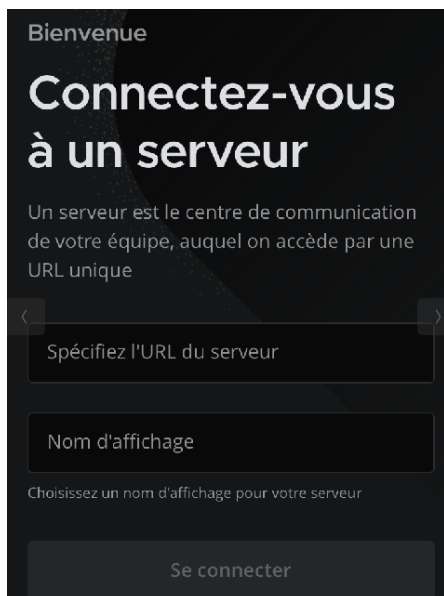 Bienvenue
Connectez-vous
à un serveur
Un serveur est le centre de communication
de votre équipe, auquel on accède par une
URL unique
Spécifiez l'URL du serveur
Nom d'affichage
Choisissez un nom d'affichage pour votre serveur
Se connecter